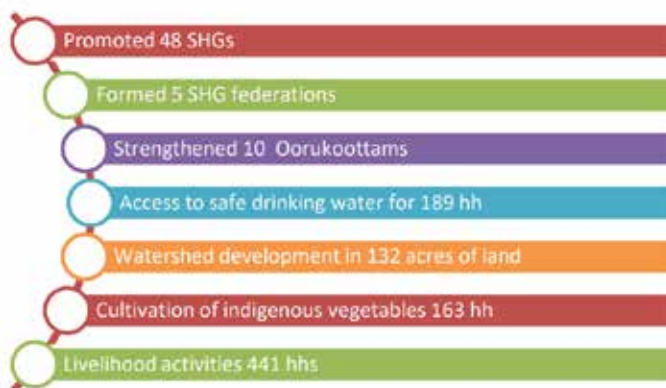 Promoted 48 SHGs
Formed 5 SHG federations
Strengthened 10 Oorukoottams
Access to safe drinking water for 189 hh
Watershed development in 132 acres of land
Cultivation of indigenous vegetables 163 hh
Livelihood activities 441 hhs